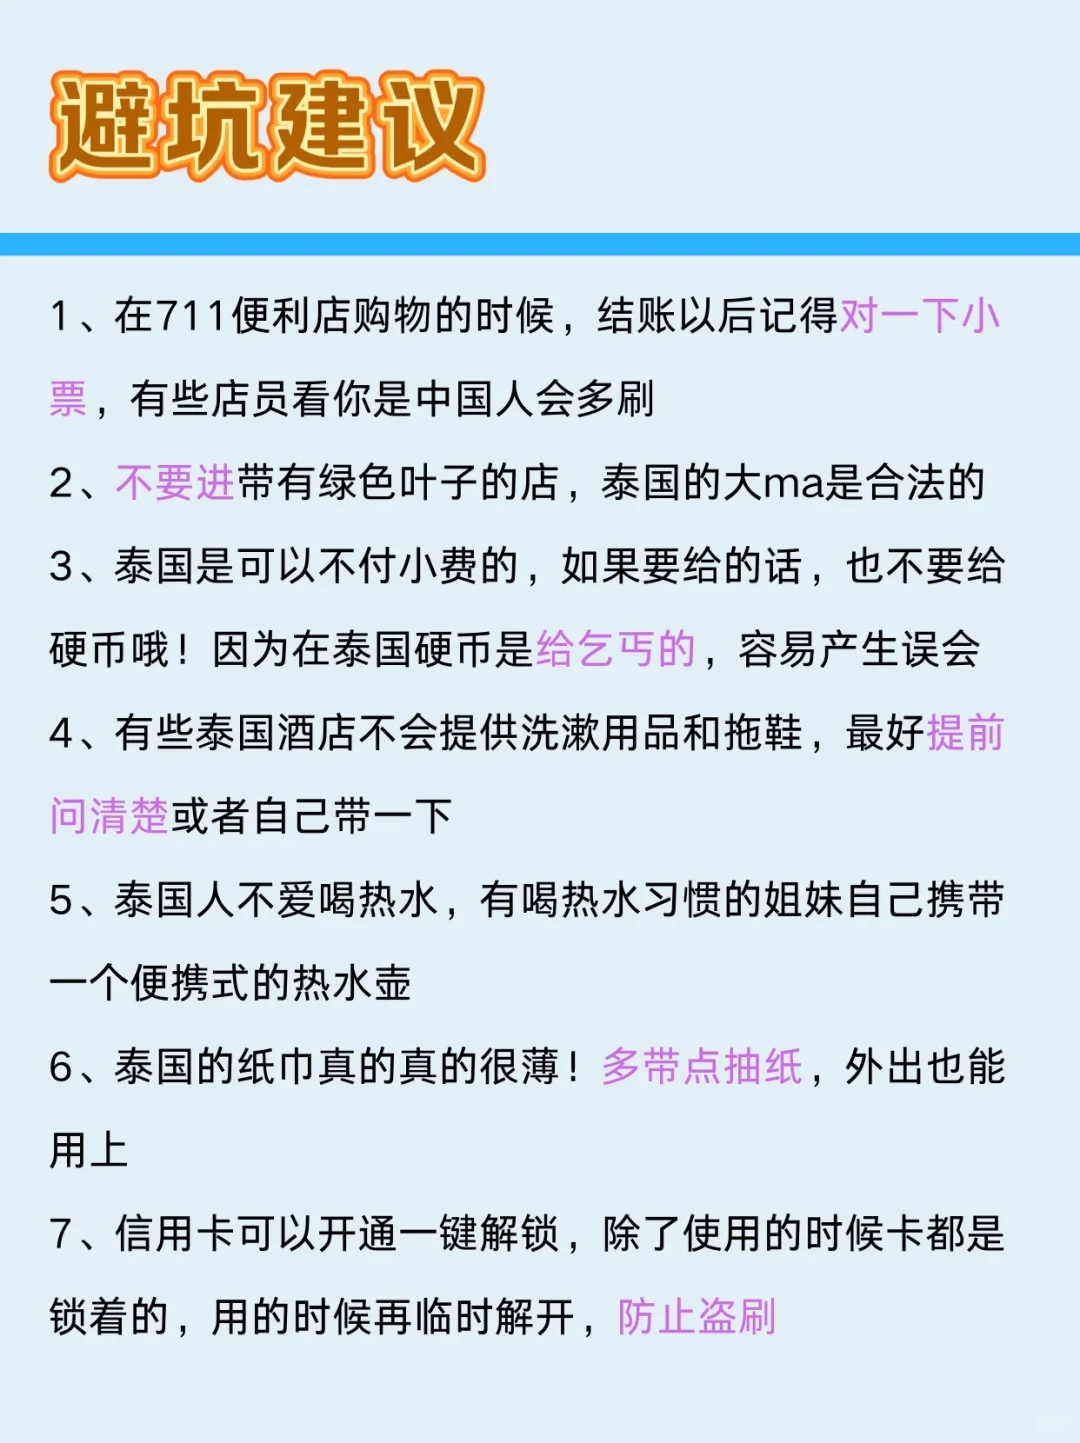 避坑建议
1、在711便利店购物的时候，结账以后记得对一下小
票，有些店员看你是中国人会多刷
2、不要进带有绿色叶子的店，泰国的大ma是合法的
3、泰国是可以不付小费的，如果要给的话，也不要给
硬币哦！因为在泰国硬币是给乞丐的，容易产生误会
4、有些泰国酒店不会提供洗漱用品和拖鞋，最好提前
问清楚或者自己带一下
5、泰国人不爱喝热水，有喝热水习惯的姐妹自己携带
一个便携式的热水壶
6、泰国的纸巾真的真的很薄！多带点抽纸，外出也能
用上
7、信用卡可以开通一键解锁，除了使用的时候卡都是
锁着的，用的时候再临时解开，防止盗刷